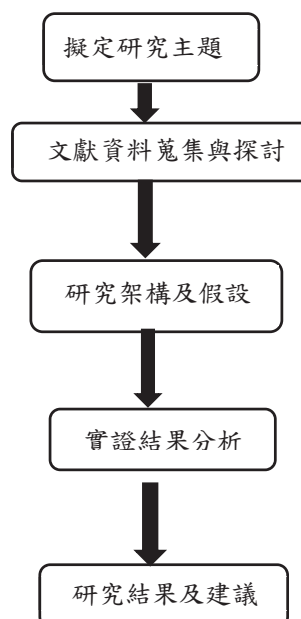 擬定研究主題
文獻資料蒐集與探討
研究架構及假設
實證結果分析
研究結果及建議